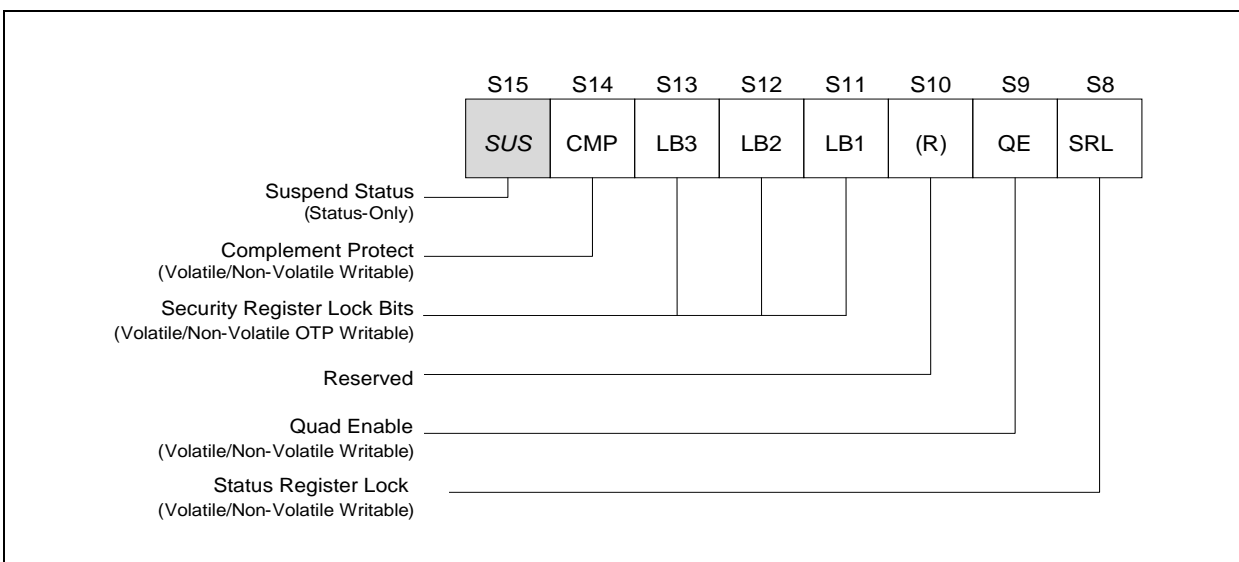 S15 S14 S13 S12 S11 S10 S9 S8
SUS CMP LB3 LB2 LB1 (R) QE SRL
Suspend Status
(Status-Only)
Complement Protect
(Volatile/Non-Volatile Writable)
Security Register Lock Bits
(Volatile/Non-Volatile OTP Writable)
Reserved
Quad Enable
(Volatile/Non-Volatile Writable)
Status Register Lock
(Volatile/Non-Volatile Writable)